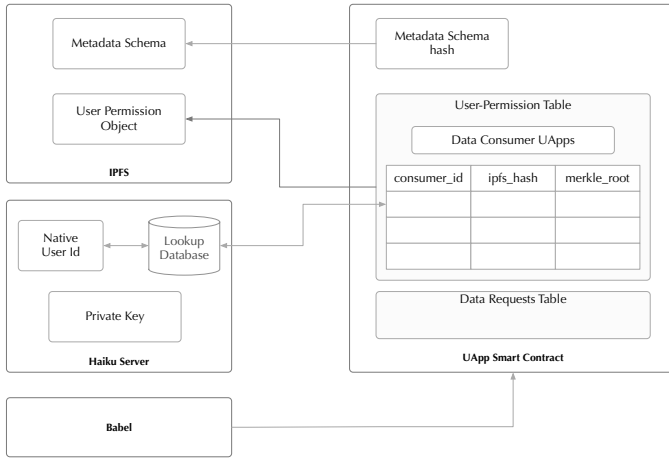 Metadata Schema
User Permission
Object
IPFS
Native
User Id
Lookup
Database
Private Key
Haiku Server
Babel
Metadata Schema
hash
User-Permission Table
Data Consumer UApps
consumer_id ipfs_hash merkle_root
Data Requests Table
UApp Smart Contract